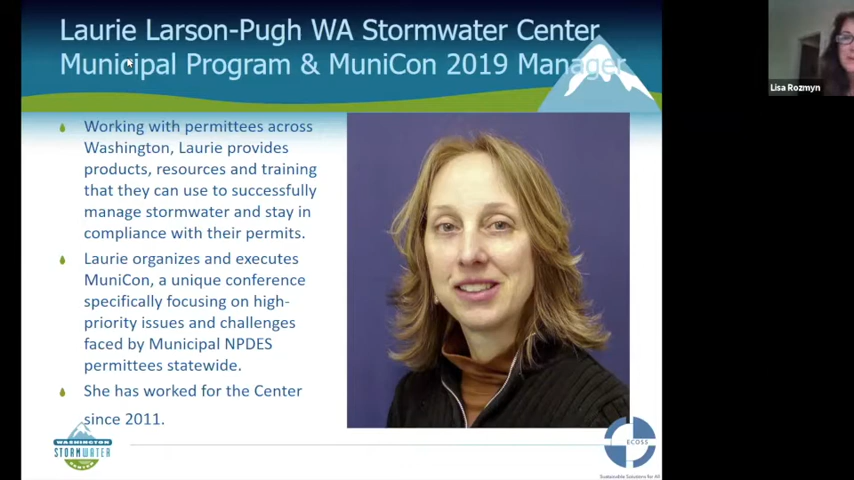 Laurie Larson-Pugh WA Stormwater Center
Municipal Program & MuniCon 2019 Manager
Lisa Rozmyn
Working with permittees across
Washington, Laurie provides
products, resources and training
that they can use to successfully
manage stormwater and stay in
compliance with their permits.
Laurie organizes and executes
MuniCon, a unique conference
specifically focusing on high-
priority issues and challenges
faced by Municipal NPDES
permittees statewide.
She has worked for the Center
since 2011.
WASHINGTON
STORMWATER
CENTER
ECOSS
Sustainable Solutions for All